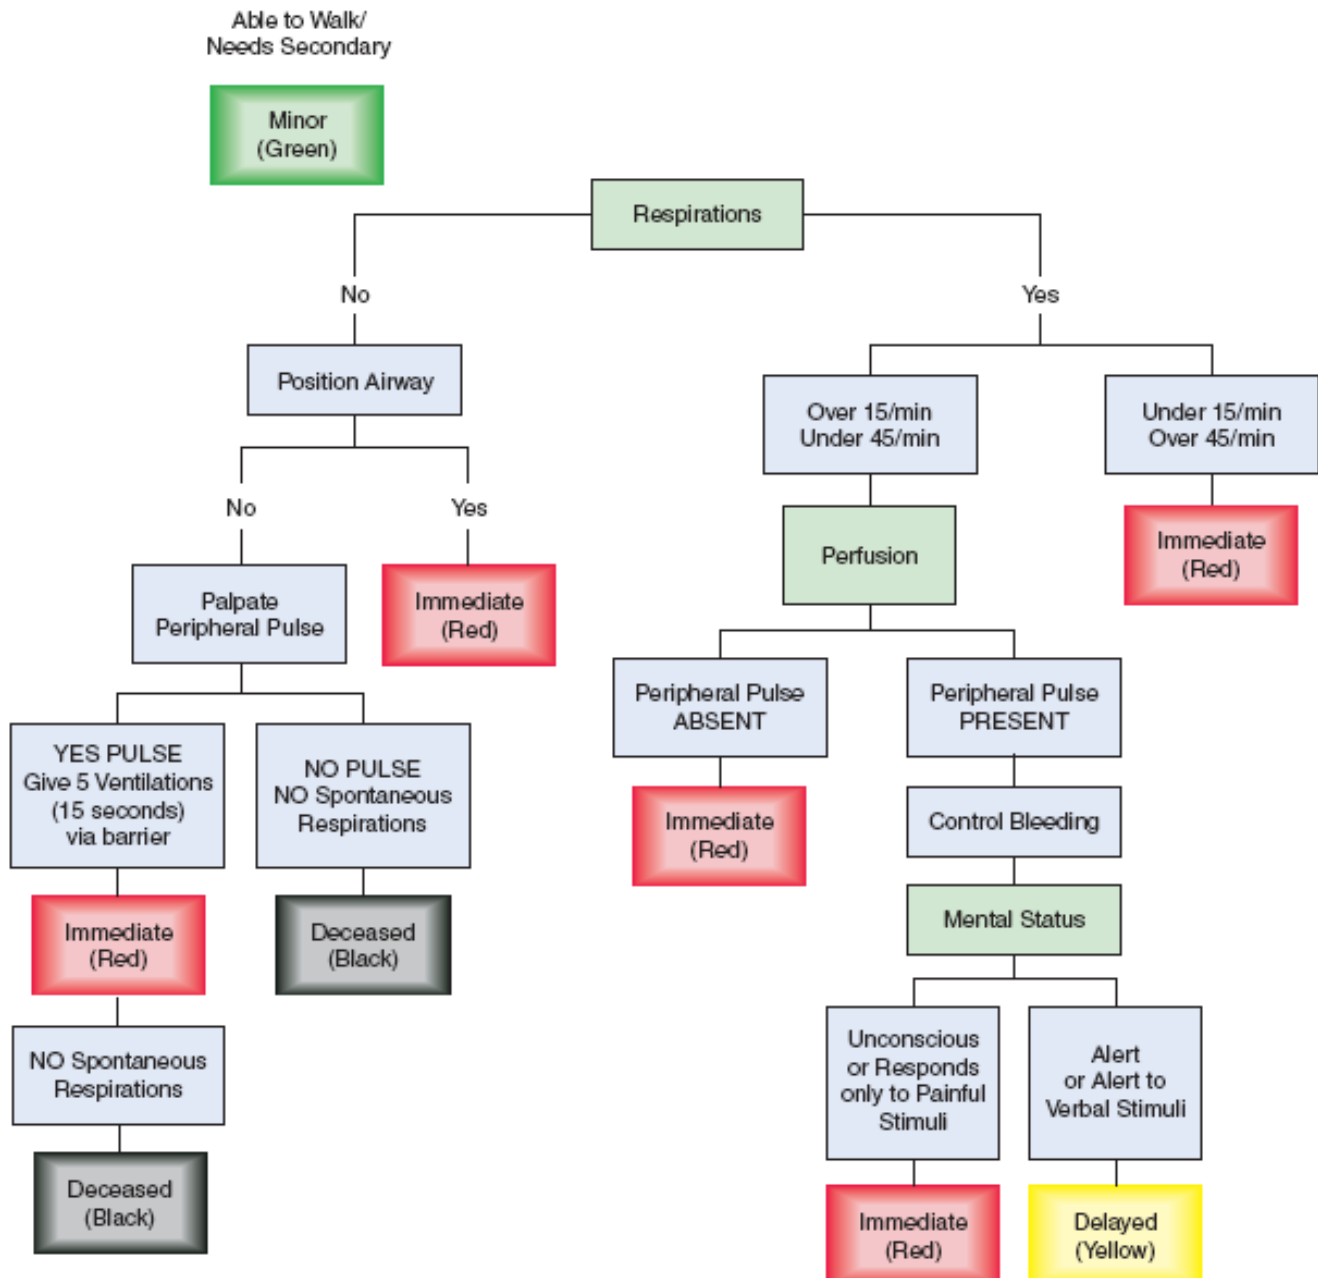 Able to Walk/
Needs Secondary
Minor
(Green)
Respirations
No
Yes
Position Airway
Over 15/min
Under 45/min
Under 15/min
Over 45/min
No
Yes
Immediate
(Red)
Perfusion
Palpate
Peripheral Pulse
Immediate
(Red)
Peripheral Pulse
ABSENT
Peripheral Pulse
PRESENT
YES PULSE
Give 5 Ventilations
(15 seconds)
via barrier
NO PULSE
NO Spontaneous
Respirations
Immediate
(Red)
Control Bleeding
Immediate
(Red)
Deceased
(Black)
Mental Status
NO Spontaneous
Respirations
Unconscious
or Responds
only to Painful
Stimuli
Alert
or Alert to
Verbal Stimuli
Deceased
(Black)
Immediate
(Red)
Delayed
(Yellow)